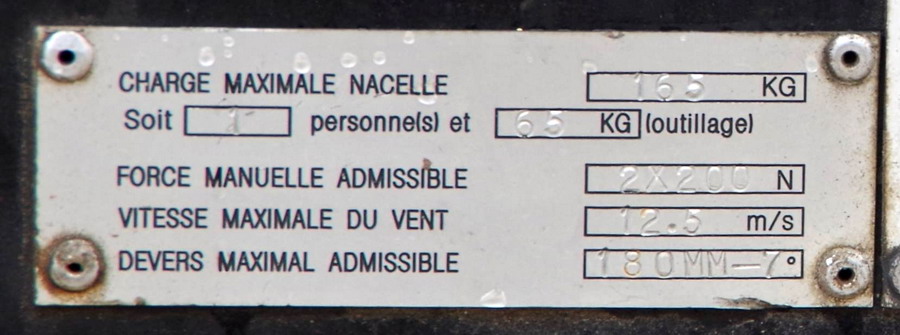 CHARGE MAXIMALE NACELLE 165 KG
Soit 1 personne(s) et 65 KG (outillage)
FORCE MANUELLE ADMISSIBLE 2X200 N
VITESSE MAXIMALE DU VENT 12.5 m/s
DEVERS MAXIMAL ADMISSIBLE 180MM-7°